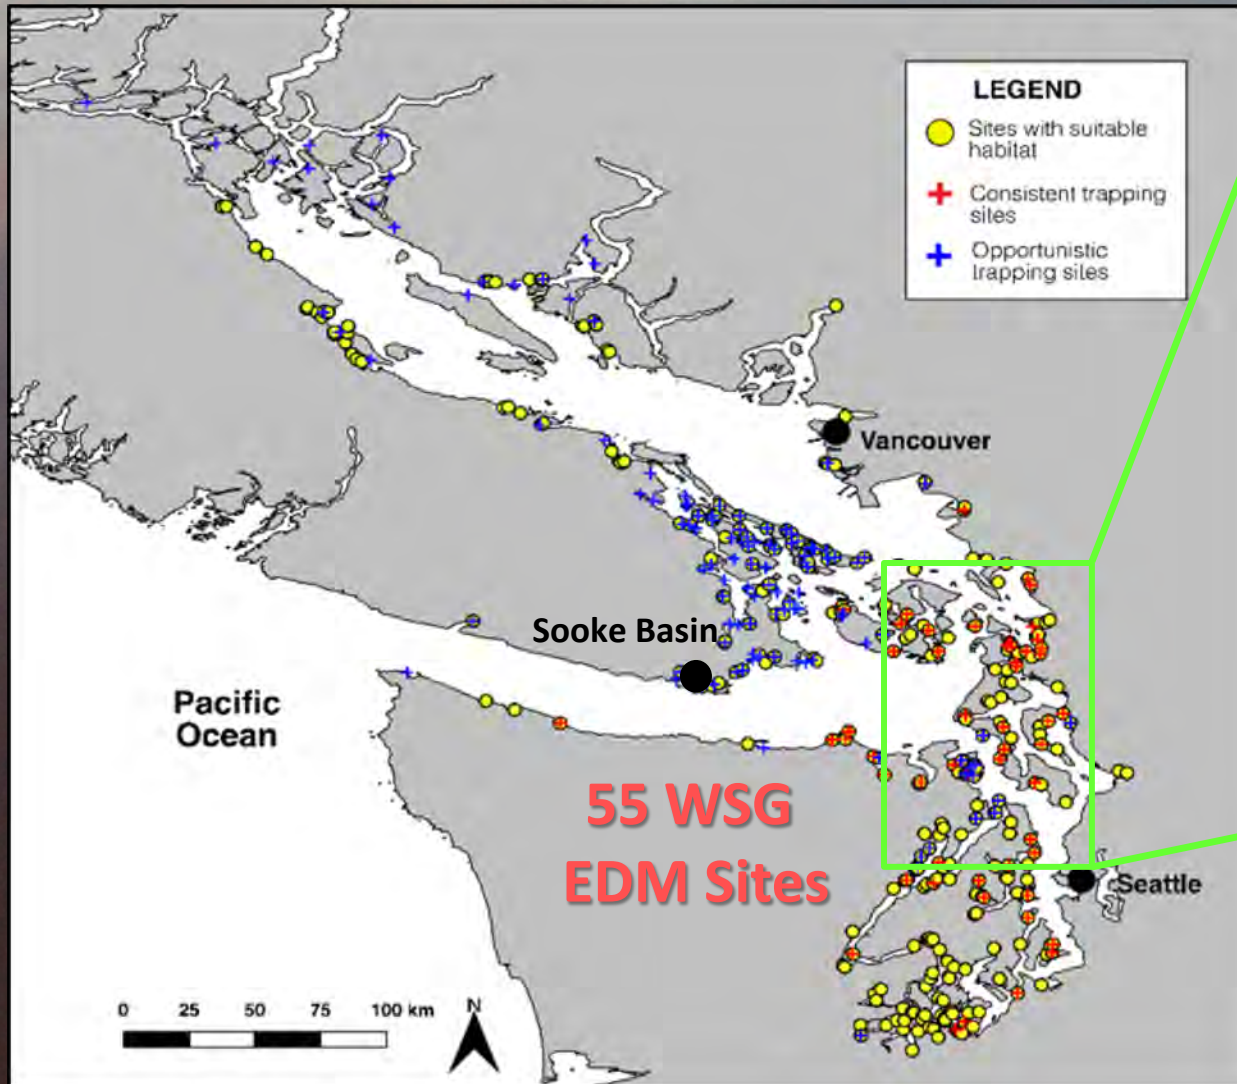 LEGEND
Sites with suitable
habitat
Consistent trapping
sites
Opportunistic
trapping sites
Vancouver
Sooke Basin
Pacific
Ocean
55 WSG
EDM Sites
Seattle
0 25 50 75 100 km
N